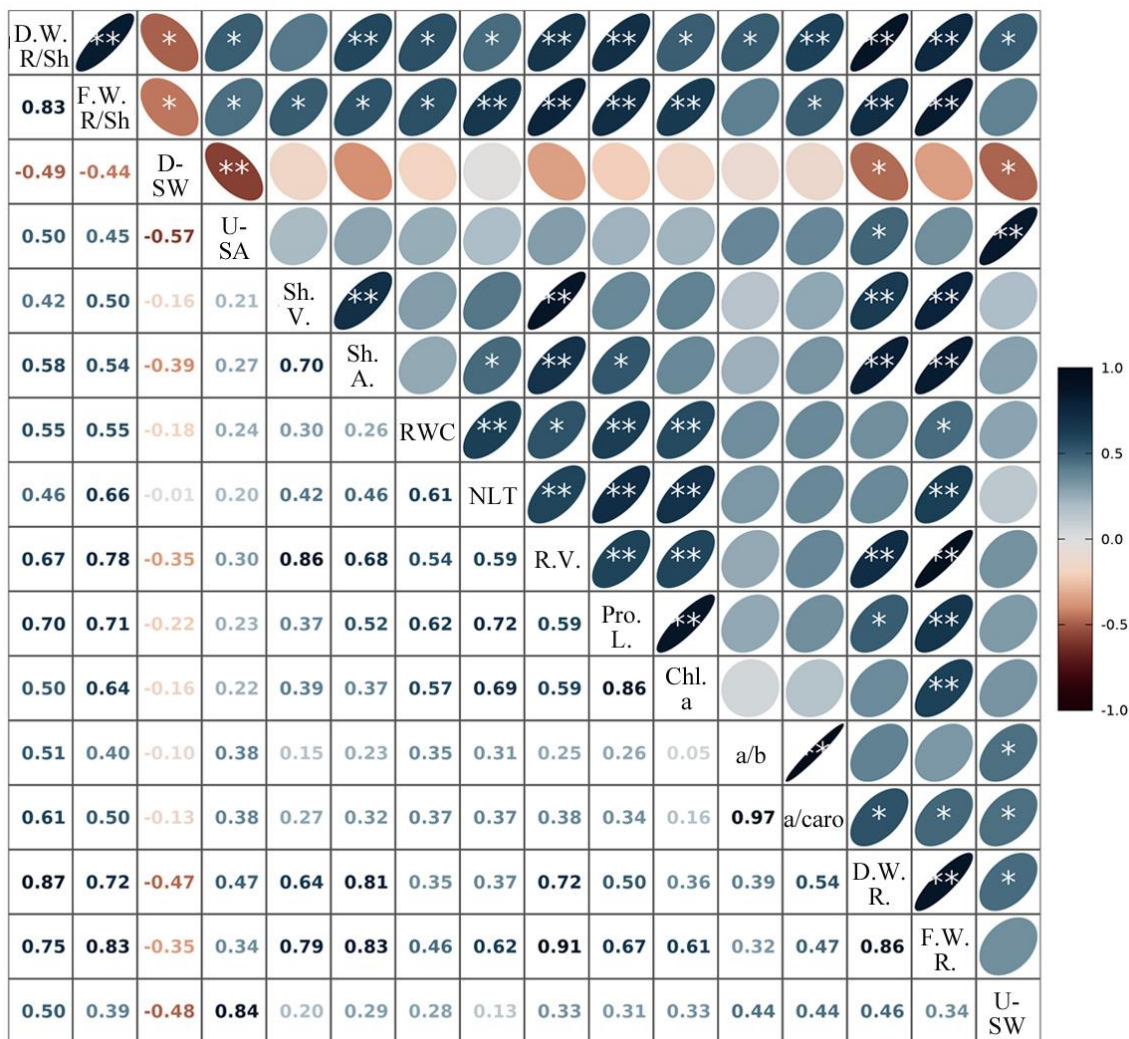 D.W. ** * * ** * * ** ** * * ** ** ** *
R/Sh
0.83 F.W. * * * * * ** ** ** ** * ** **
R/Sh
-0.49 -0.44 D- ** * *
SW
0.50 0.45 -0.57 U- * **
SA
0.42 0.50 -0.16 0.21 Sh. ** ** ** **
V.
0.58 0.54 -0.39 0.27 0.70 Sh. * ** * ** **
A.
0.55 0.55 -0.18 0.24 0.30 0.26 RWC ** * ** ** *
0.46 0.66 -0.01 0.20 0.42 0.46 0.61 NLT ** ** ** **
0.67 0.78 -0.35 0.30 0.86 0.68 0.54 0.59 R.V. ** ** ** **
0.70 0.71 -0.22 0.23 0.37 0.52 0.62 0.72 0.59 Pro. ** * **
L.
0.50 0.64 -0.16 0.22 0.39 0.37 0.57 0.69 0.59 0.86 Chl. **
a
0.51 0.40 -0.10 0.38 0.15 0.23 0.35 0.31 0.25 0.26 0.05 a/b ** *
0.61 0.50 -0.13 0.38 0.27 0.32 0.37 0.37 0.38 0.34 0.16 0.97 a/caro * * *
0.87 0.72 -0.47 0.47 0.64 0.81 0.35 0.37 0.72 0.50 0.36 0.39 0.54 D.W. ** *
R.
0.75 0.83 -0.35 0.34 0.79 0.83 0.46 0.62 0.91 0.67 0.61 0.32 0.47 0.86 F.W.
R.
0.50 0.39 -0.48 0.84 0.20 0.29 0.28 0.13 0.33 0.31 0.33 0.44 0.44 0.46 0.34 U-
SW
1.0
0.5
0.0
-0.5
-1.0